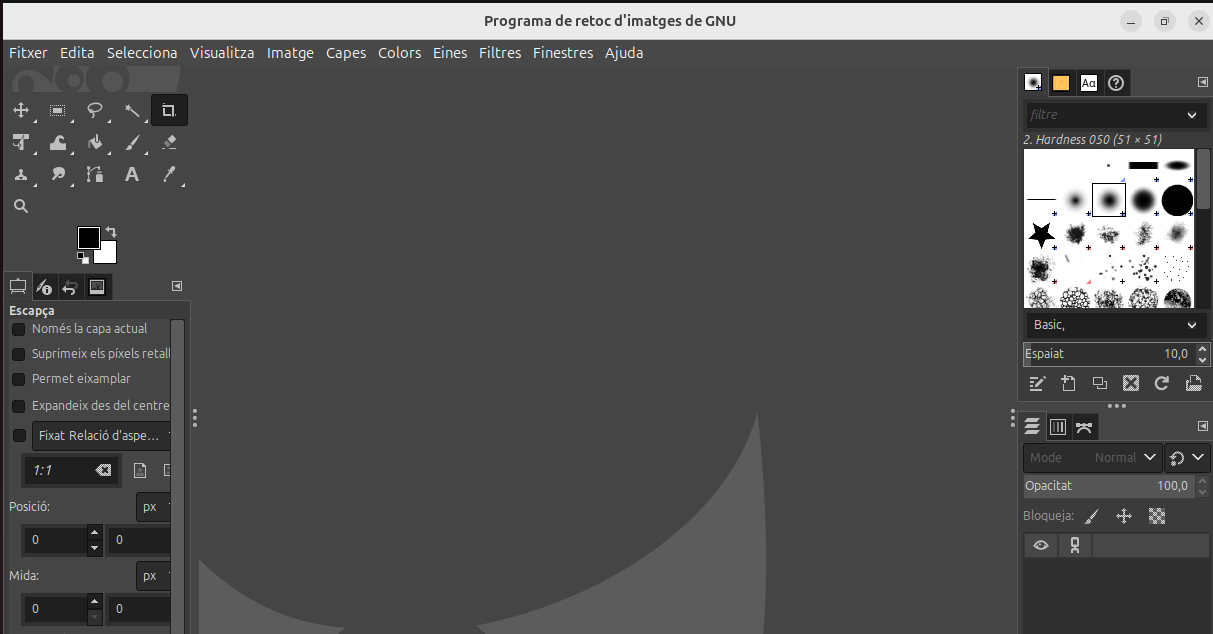 Programa de retoc d'imatges de GNU
Fitxer Edita Selecciona Visualitza Imatge Capes Colors Eines Filtres Finestres Ajuda
Aa
filtre
2. Hardness 050 (51 × 51)
A
Escapça
Només la capa actual
Suprimeix els píxels retall
Permet eixamplar
Expandeix des del centre
Fixat Relació d'aspe...
1:1
Posició:
px
0
0
Mida:
px
0
0
Basic,
Espaiat 10,0
Mode Normal
Opacitat 100,0
Bloqueja: